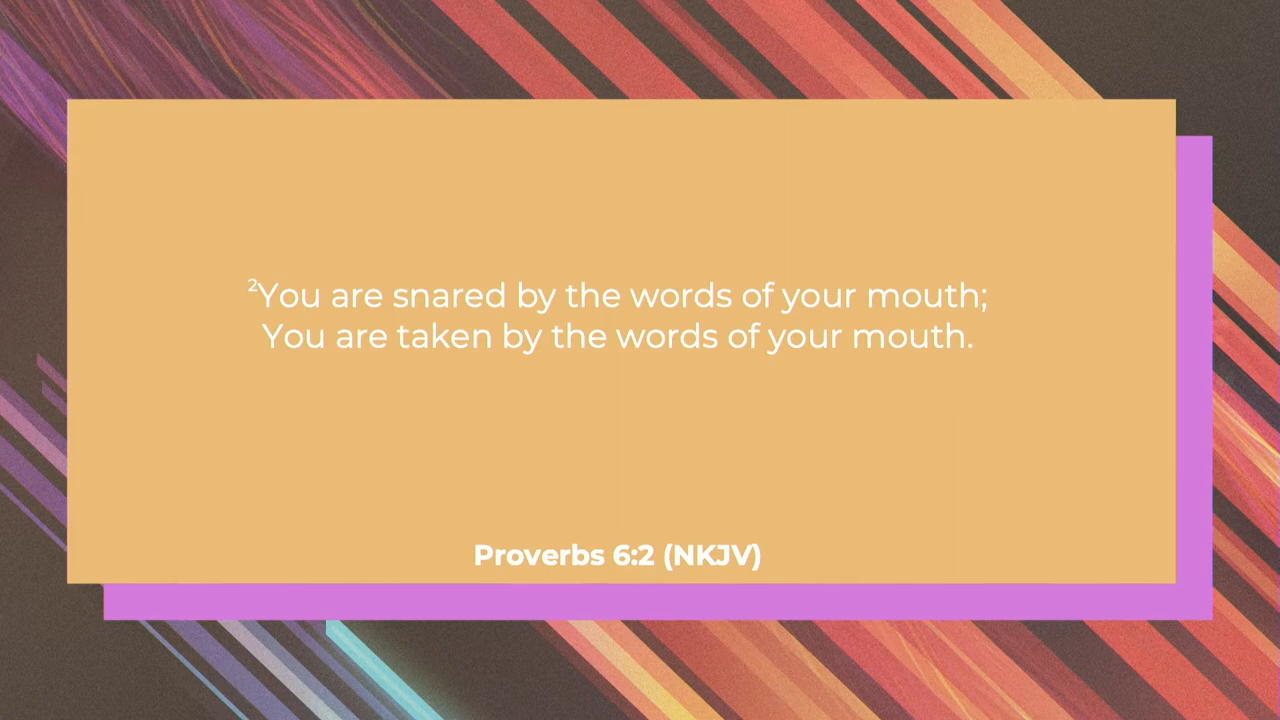 ²You are snared by the words of your mouth;
You are taken by the words of your mouth.
Proverbs 6:2 (NKJV)